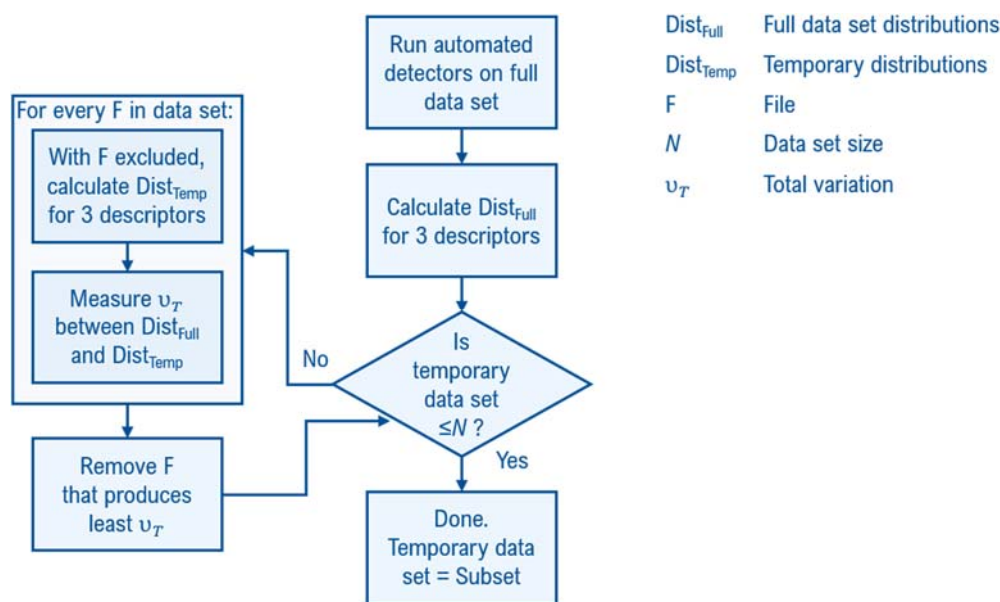 Run automated
detectors on full
data set
Calculate Dist_Full
for 3 descriptors
Is
temporary
data set
≤N ?
No
Yes
For every F in data set:
With F excluded,
calculate Dist_Temp
for 3 descriptors
Measure υ_T
between Dist_Full
and Dist_Temp
Remove F
that produces
least υ_T
Done.
Temporary data
set = Subset
Dist_Full Full data set distributions
Dist_Temp Temporary distributions
F File
N Data set size
υ_T Total variation